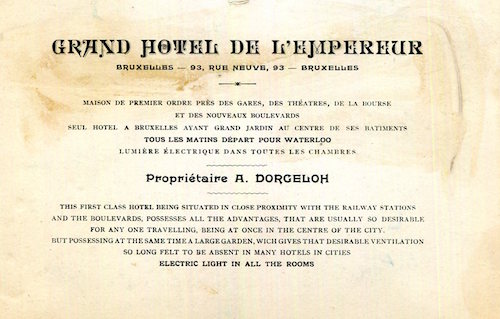 GRAND HOTEL DE L'EMPEREUR
BRUXELLES — 93, RUE NEUVE, 93 — BRUXELLES
MAISON DE PREMIER ORDRE PRÈS DES GARES, DES THÉATRES, DE LA BOURSE
ET DES NOUVEAUX BOULEVARDS
SEUL HOTEL A BRUXELLES AYANT GRAND JARDIN AU CENTRE DE SES BATIMENTS
TOUS LES MATINS DÉPART POUR WATERLOO
LUMIÈRE ÉLECTRIQUE DANS TOUTES LES CHAMBRES
Propriétaire A. DORGELOH
THIS FIRST CLASS HOTEL BEING SITUATED IN CLOSE PROXIMITY WITH THE RAILWAY STATIONS
AND THE BOULEVARDS, POSSESSES ALL THE ADVANTAGES, THAT ARE USUALLY SO DESIRABLE
FOR ANY ONE TRAVELLING, BEING AT ONCE IN THE CENTRE OF THE CITY.
BUT POSSESSING AT THE SAME TIME A LARGE GARDEN, WICH GIVES THAT DESIRABLE VENTILATION
SO LONG FELT TO BE ABSENT IN MANY HOTELS IN CITIES
ELECTRIC LIGHT IN ALL THE ROOMS